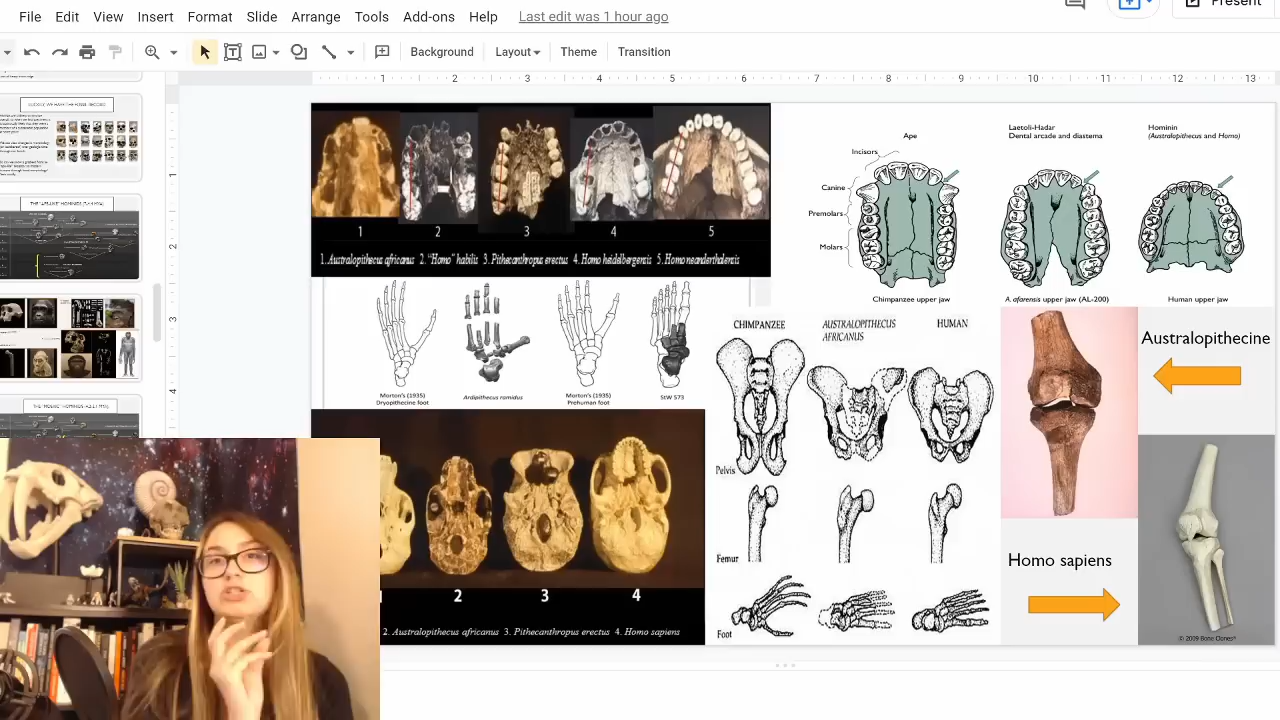 File Edit View Insert Format Slide Arrange Tools Add-ons Help Last edit was 1 hour ago
Present
Background Layout Theme Transition
1 2 3 4 5 6 7 8 9 10 11 12 13
1
2
3
4
1 2 3 4 5
1. Australopithecus africanus 2. "Homo" habilis 3. Pithecanthropus erectus 4. Homo heidelbergensis 5. Homo neanderthalensis
Ape
Laetoli-Hadar
Dental arcade and diastema
Hominin
(Australopithecus and Homo)
Incisors
Canine
Premolars
Molars
Chimpanzee upper jaw
A. afarensis upper jaw (AL-200)
Human upper jaw
Morton's (1935)
Dryopithecine foot
Ardipithecus ramidus
Morton's (1935)
Prehuman foot
StW 573
CHIMPANZEE
AUSTRALOPITHECUS
AFRICANUS
HUMAN
Pelvis
Femur
Foot
Australopithecine
Homo sapiens
© 2009 Bone Clones®
2 3 4
2. Australopithecus africanus 3. Pithecanthropus erectus 4. Homo sapiens